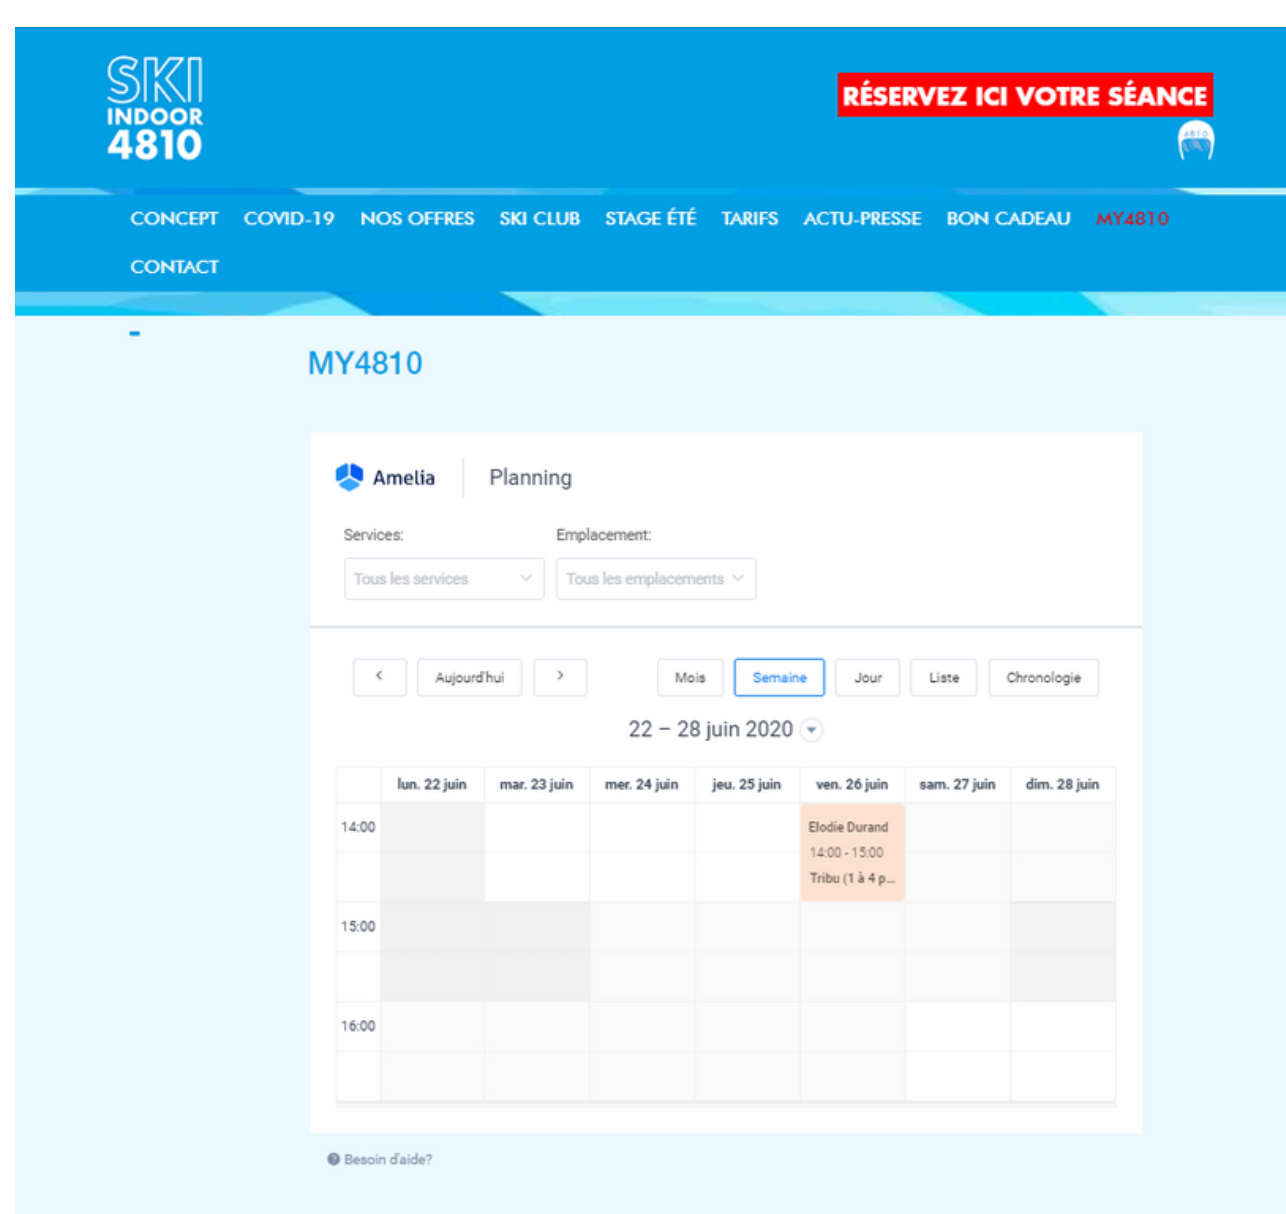 SKI
INDOOR
4810
RÉSERVEZ ICI VOTRE SÉANCE
4810
CONCEPT COVID-19 NOS OFFRES SKI CLUB STAGE ÉTÉ TARIFS ACTU-PRESSE BON CADEAU MY4810
CONTACT
MY4810
Amelia Planning
Services: Emplacement:
Tous les services Tous les emplacements
Aujourd'hui Mois Semaine Jour Liste Chronologie
22 – 28 juin 2020
lun. 22 juin mar. 23 juin mer. 24 juin jeu. 25 juin ven. 26 juin sam. 27 juin dim. 28 juin
14:00 Elodie Durand
14:00 - 15:00
Tribu (1 à 4 p...
15:00
16:00
Besoin d'aide?